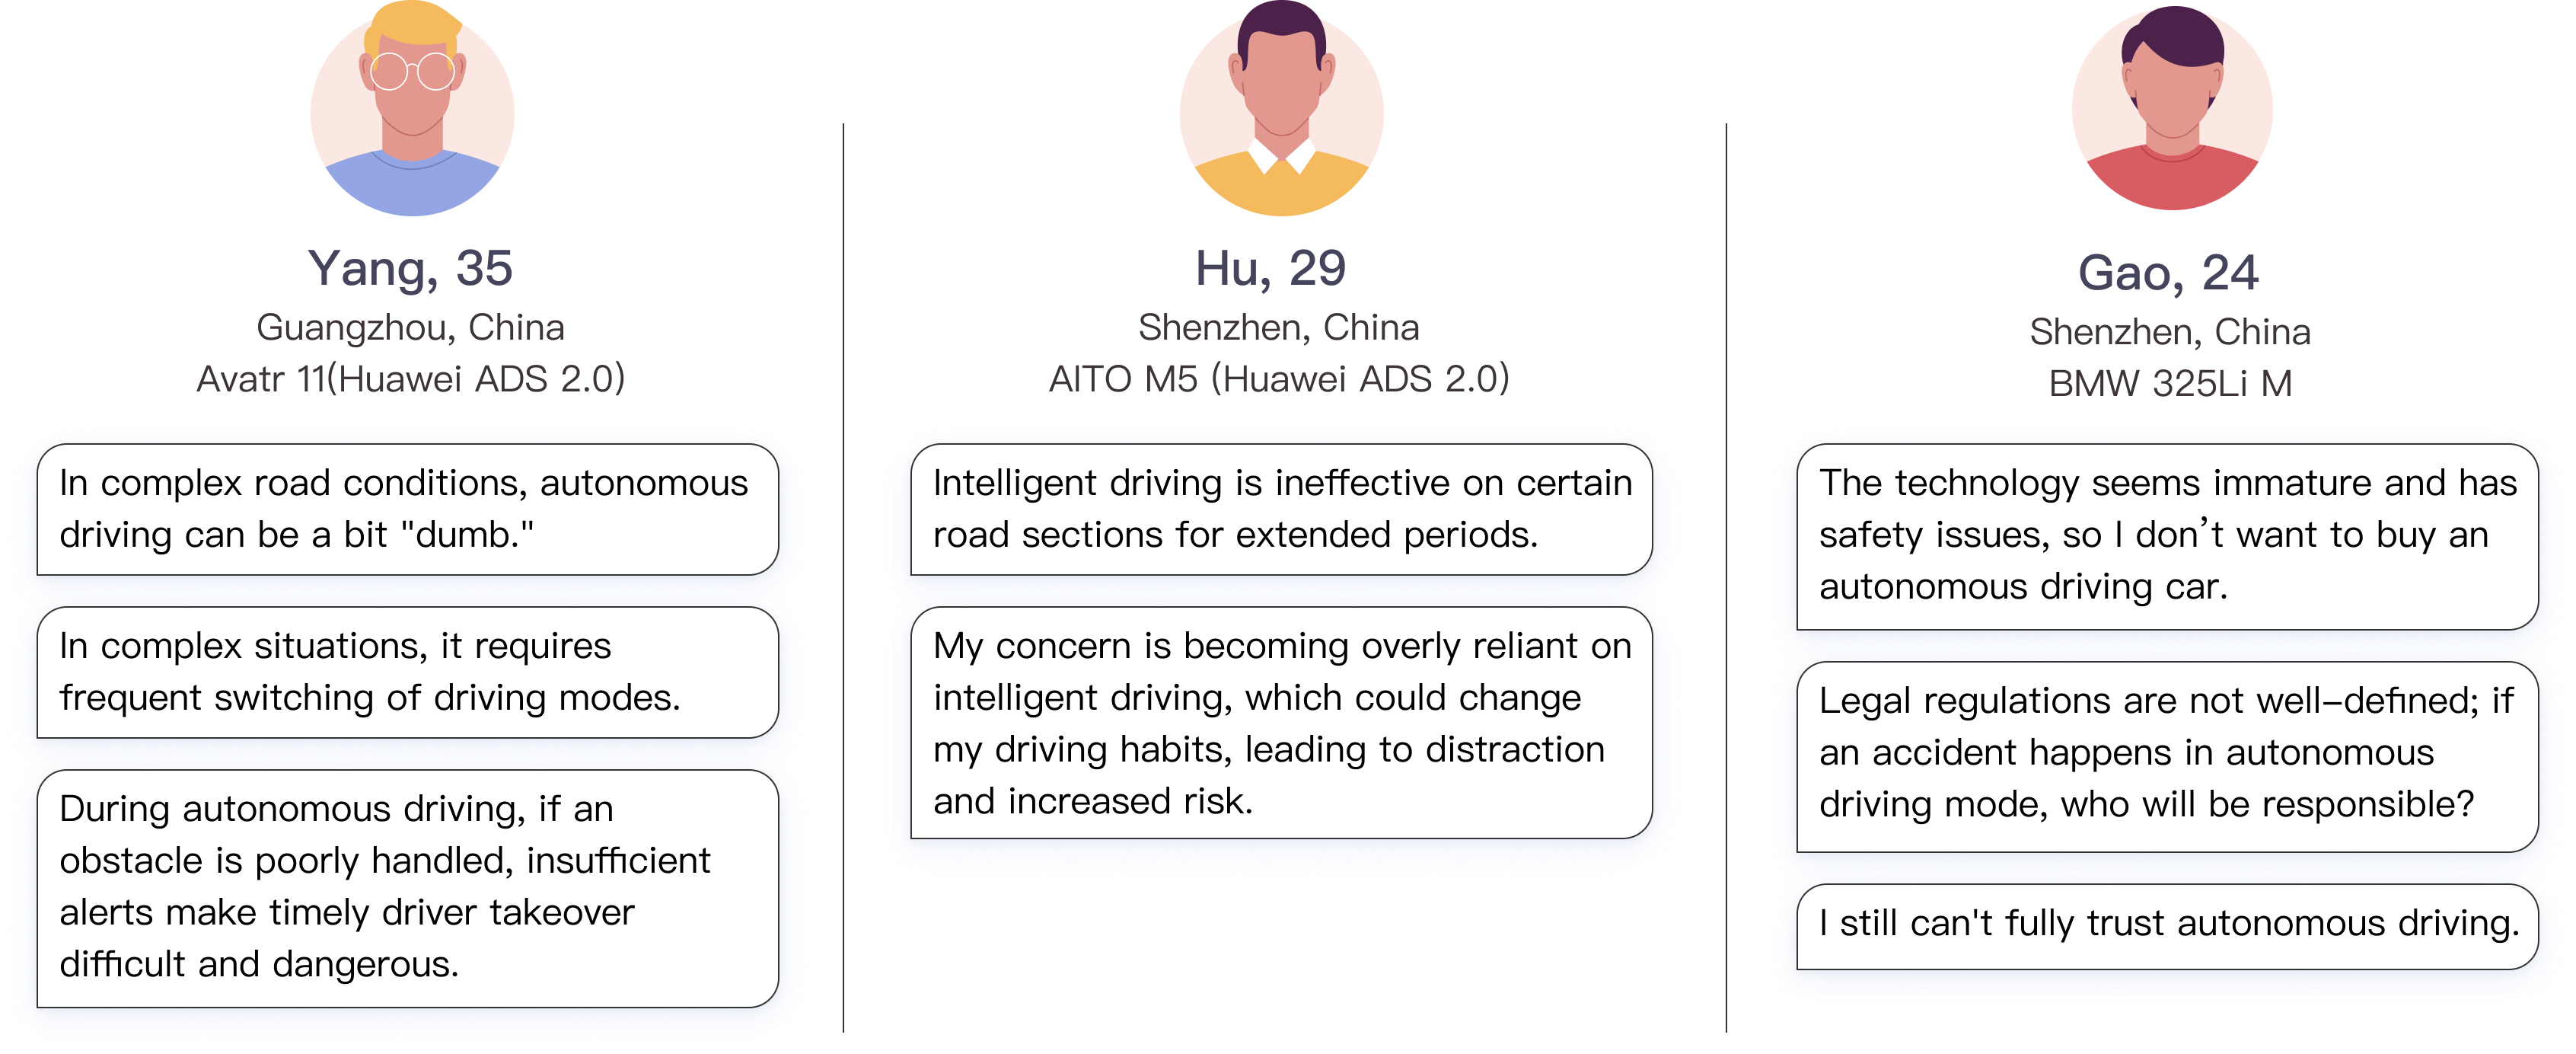 Yang, 35
Guangzhou, China
Avatr 11(Huawei ADS 2.0)
In complex road conditions, autonomous
driving can be a bit "dumb."
In complex situations, it requires
frequent switching of driving modes.
During autonomous driving, if an
obstacle is poorly handled, insufficient
alerts make timely driver takeover
difficult and dangerous.
Hu, 29
Shenzhen, China
AITO M5 (Huawei ADS 2.0)
Intelligent driving is ineffective on certain
road sections for extended periods.
My concern is becoming overly reliant on
intelligent driving, which could change
my driving habits, leading to distraction
and increased risk.
Gao, 24
Shenzhen, China
BMW 325Li M
The technology seems immature and has
safety issues, so I don’t want to buy an
autonomous driving car.
Legal regulations are not well–defined; if
an accident happens in autonomous
driving mode, who will be responsible?
I still can't fully trust autonomous driving.